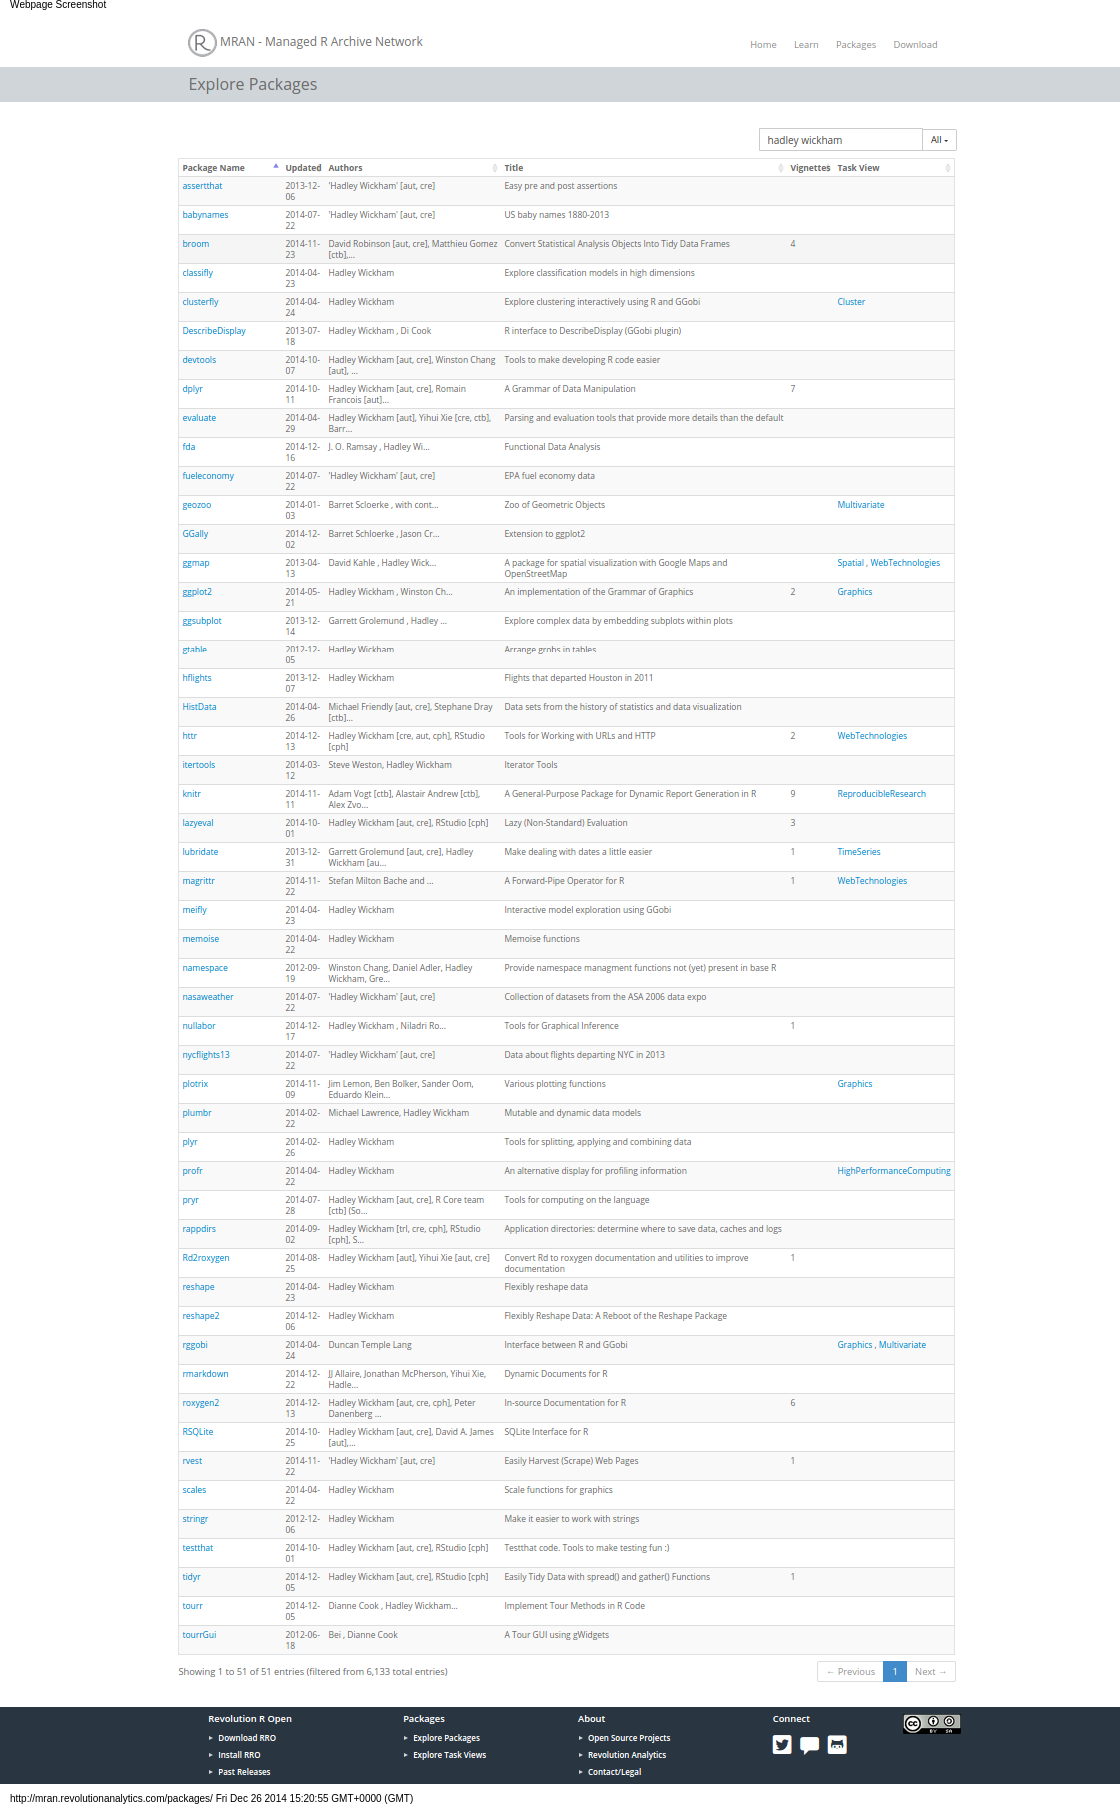 Webpage Screenshot
R MRAN - Managed R Archive Network
Home Learn Packages Download
Explore Packages
hadley wickham All
Package Name Updated Authors Title Vignettes Task View
assertthat 2013-12- 'Hadley Wickham' [aut, cre] Easy pre and post assertions
06
babynames 2014-07- 'Hadley Wickham' [aut, cre] US baby names 1880-2013
22
broom 2014-11- David Robinson [aut, cre], Matthieu Gomez Convert Statistical Analysis Objects Into Tidy Data Frames 4
23 [ctb],...
classifly 2014-04- Hadley Wickham Explore classification models in high dimensions
23
clusterfly 2014-04- Hadley Wickham Explore clustering interactively using R and GGobi Cluster
24
DescribeDisplay 2013-07- Hadley Wickham , Di Cook R interface to DescribeDisplay (GGobi plugin)
18
devtools 2014-10- Hadley Wickham [aut, cre], Winston Chang Tools to make developing R code easier
07 [aut], ...
dplyr 2014-10- Hadley Wickham [aut, cre], Romain A Grammar of Data Manipulation 7
11 Francois [aut]...
evaluate 2014-04- Hadley Wickham [aut], Yihui Xie [cre, ctb], Parsing and evaluation tools that provide more details than the default
29 Barr...
fda 2014-12- J. O. Ramsay , Hadley Wi... Functional Data Analysis
16
fueleconomy 2014-07- 'Hadley Wickham' [aut, cre] EPA fuel economy data
22
geozoo 2014-01- Barret Scloerke , with cont... Zoo of Geometric Objects Multivariate
03
GGally 2014-12- Barret Schloerke , Jason Cr... Extension to ggplot2
02
ggmap 2013-04- David Kahle , Hadley Wick... A package for spatial visualization with Google Maps and Spatial , WebTechnologies
13 OpenStreetMap
ggplot2 2014-05- Hadley Wickham , Winston Ch... An implementation of the Grammar of Graphics 2 Graphics
21
ggsubplot 2013-12- Garrett Grolemund , Hadley ... Explore complex data by embedding subplots within plots
14
gtable 2012-12- Hadley Wickham Arrange grobs in tables
05
hflights 2013-12- Hadley Wickham Flights that departed Houston in 2011
07
HistData 2014-04- Michael Friendly [aut, cre], Stephane Dray Data sets from the history of statistics and data visualization
26 [ctb]...
httr 2014-12- Hadley Wickham [cre, aut, cph], RStudio Tools for Working with URLs and HTTP 2 WebTechnologies
13 [cph]
itertools 2014-03- Steve Weston, Hadley Wickham Iterator Tools
12
knitr 2014-11- Adam Vogt [ctb], Alastair Andrew [ctb], A General-Purpose Package for Dynamic Report Generation in R 9 ReproducibleResearch
11 Alex Zvo...
lazyeval 2014-10- Hadley Wickham [aut, cre], RStudio [cph] Lazy (Non-Standard) Evaluation 3
01
lubridate 2013-12- Garrett Grolemund [aut, cre], Hadley Make dealing with dates a little easier 1 TimeSeries
31 Wickham [au...
magrittr 2014-11- Stefan Milton Bache and ... A Forward-Pipe Operator for R 1 WebTechnologies
22
meifly 2014-04- Hadley Wickham Interactive model exploration using GGobi
23
memoise 2014-04- Hadley Wickham Memoise functions
22
namespace 2012-09- Winston Chang, Daniel Adler, Hadley Provide namespace managment functions not (yet) present in base R
19 Wickham, Gre...
nasaweather 2014-07- 'Hadley Wickham' [aut, cre] Collection of datasets from the ASA 2006 data expo
22
nullabor 2014-12- Hadley Wickham , Niladri Ro... Tools for Graphical Inference 1
17
nycflights13 2014-07- 'Hadley Wickham' [aut, cre] Data about flights departing NYC in 2013
22
plotrix 2014-11- Jim Lemon, Ben Bolker, Sander Oom, Various plotting functions Graphics
09 Eduardo Klein...
plumbr 2014-02- Michael Lawrence, Hadley Wickham Mutable and dynamic data models
22
plyr 2014-02- Hadley Wickham Tools for splitting, applying and combining data
26
profr 2014-04- Hadley Wickham An alternative display for profiling information HighPerformanceComputing
22
pryr 2014-07- Hadley Wickham [aut, cre], R Core team Tools for computing on the language
28 [ctb] (So...
rappdirs 2014-09- Hadley Wickham [trl, cre, cph], RStudio Application directories: determine where to save data, caches and logs
02 [cph], S...
Rd2roxygen 2014-08- Hadley Wickham [aut], Yihui Xie [aut, cre] Convert Rd to roxygen documentation and utilities to improve 1
25 documentation
reshape 2014-04- Hadley Wickham Flexibly reshape data
23
reshape2 2014-12- Hadley Wickham Flexibly Reshape Data: A Reboot of the Reshape Package
06
rggobi 2014-04- Duncan Temple Lang Interface between R and GGobi Graphics , Multivariate
24
rmarkdown 2014-12- JJ Allaire, Jonathan McPherson, Yihui Xie, Dynamic Documents for R
22 Hadle...
roxygen2 2014-12- Hadley Wickham [aut, cre, cph], Peter In-source Documentation for R 6
13 Danenberg ...
RSQLite 2014-10- Hadley Wickham [aut, cre], David A. James SQLite Interface for R
25 [aut],...
rvest 2014-11- 'Hadley Wickham' [aut, cre] Easily Harvest (Scrape) Web Pages 1
22
scales 2014-04- Hadley Wickham Scale functions for graphics
22
stringr 2012-12- Hadley Wickham Make it easier to work with strings
06
testthat 2014-10- Hadley Wickham [aut, cre], RStudio [cph] Testthat code. Tools to make testing fun :)
01
tidyr 2014-12- Hadley Wickham [aut, cre], RStudio [cph] Easily Tidy Data with spread() and gather() Functions 1
05
tourr 2014-12- Dianne Cook , Hadley Wickham... Implement Tour Methods in R Code
05
tourrGui 2012-06- Bei , Dianne Cook A Tour GUI using gWidgets
18
Showing 1 to 51 of 51 entries (filtered from 6,133 total entries) ← Previous 1 Next →
Revolution R Open Packages About Connect
Download RRO Explore Packages Open Source Projects
Install RRO Explore Task Views Revolution Analytics
Past Releases Contact/Legal
cc BY SA
http://mran.revolutionanalytics.com/packages/ Fri Dec 26 2014 15:20:55 GMT+0000 (GMT)